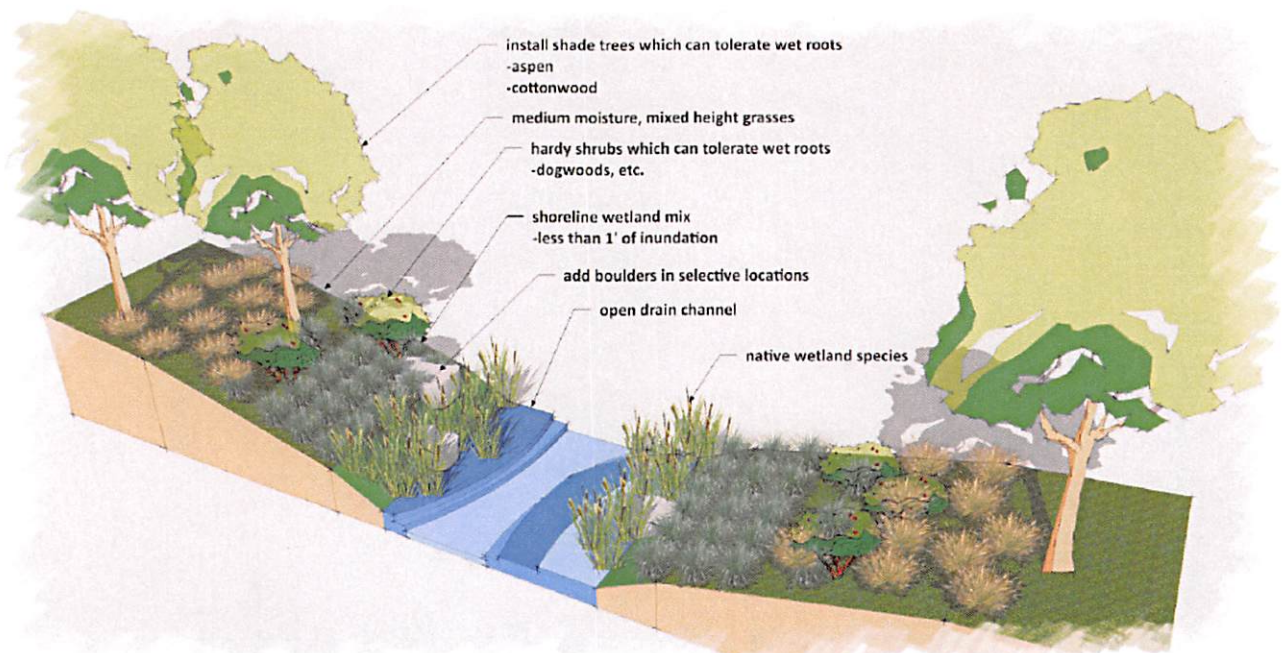 install shade trees which can tolerate wet roots
-aspen
-cottonwood
medium moisture, mixed height grasses
hardy shrubs which can tolerate wet roots
-dogwoods, etc.
shoreline wetland mix
-less than 1' of inundation
add boulders in selective locations
open drain channel
native wetland species